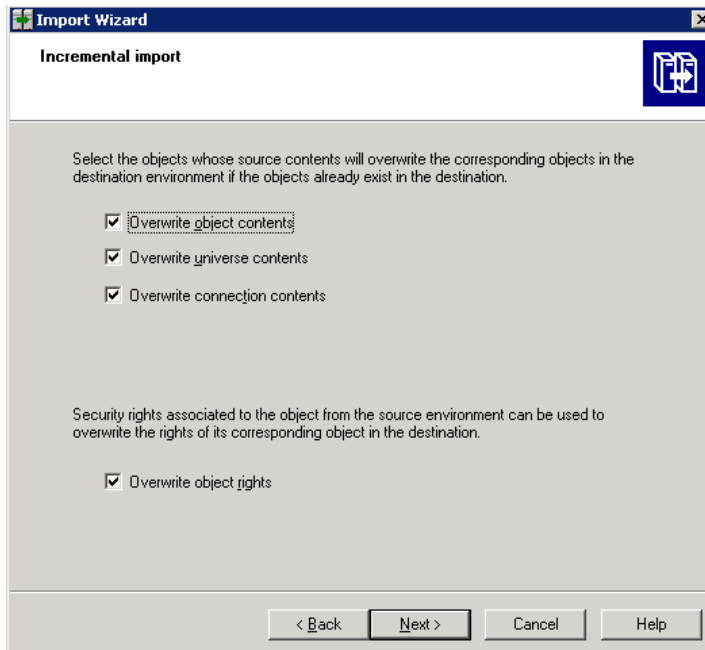 Import Wizard
Incremental import
Select the objects whose source contents will overwrite the corresponding objects in the
destination environment if the objects already exist in the destination.
Overwrite object contents
Overwrite universe contents
Overwrite connection contents
Security rights associated to the object from the source environment can be used to
overwrite the rights of its corresponding object in the destination.
Overwrite object rights
< Back Next > Cancel Help